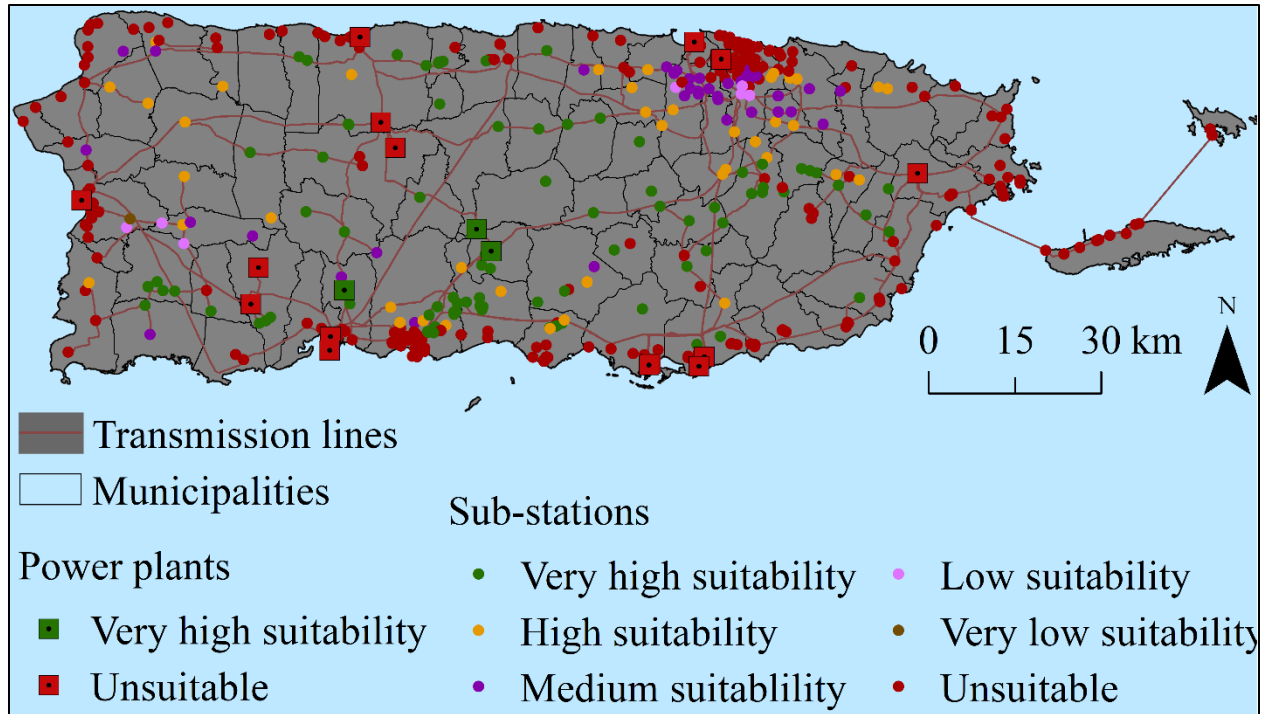 N
0 15 30 km
Transmission lines
Municipalities
Sub-stations
Power plants
Very high suitability
Low suitability
Very high suitability
High suitability
Very low suitability
Unsuitable
Medium suitablility
Unsuitable